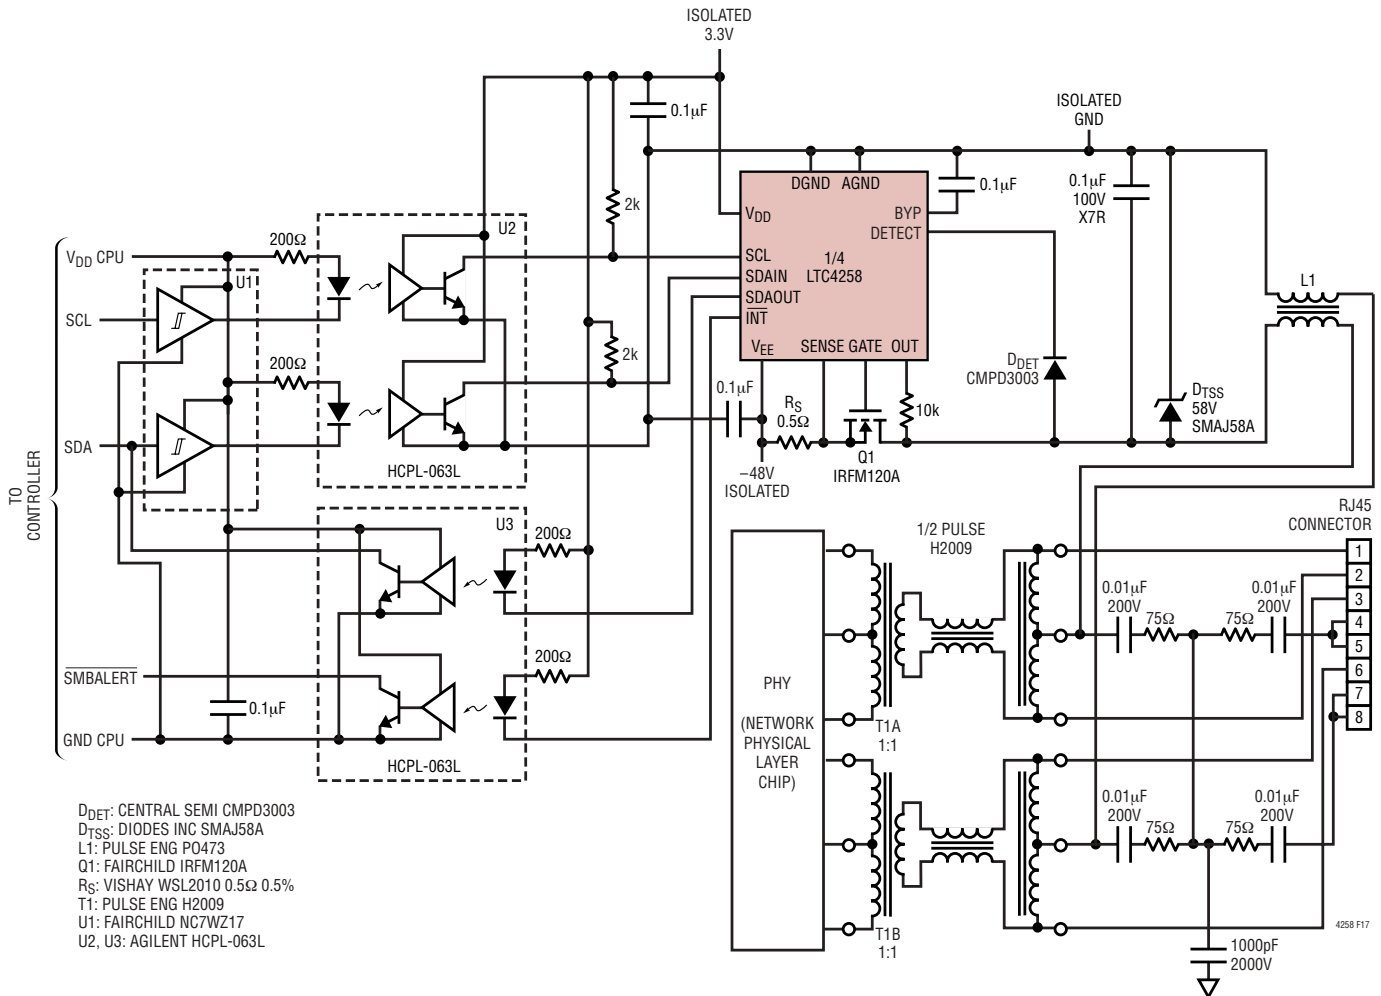 ISOLATED
3.3V
0.1µF
ISOLATED
GND
DGND AGND
0.1µF
0.1µF
100V
X7R
2k
VDD
BYP
DETECT
U2
200Ω
VDD CPU
SCL
SDAIN
SDAOUT
INT
1/4
LTC4258
U1
L1
SCL
2k
VEE
SENSE GATE OUT
DDET
CMPD3003
200Ω
0.1µF
RS
0.5Ω
10k
DTSS
58V
SMAJ58A
SDA
HCPL-063L
–48V
ISOLATED
Q1
IRFM120A
TO
CONTROLLER
U3
200Ω
1/2 PULSE
H2009
RJ45
CONNECTOR
1
2
3
4
5
6
7
8
0.01µF
200V
75Ω
75Ω
0.01µF
200V
200Ω
SMBALERT
0.1µF
PHY
(NETWORK
PHYSICAL
LAYER
CHIP)
T1A
1:1
GND CPU
HCPL-063L
0.01µF
200V
75Ω
75Ω
0.01µF
200V
DDET: CENTRAL SEMI CMPD3003
DTSS: DIODES INC SMAJ58A
L1: PULSE ENG PO473
Q1: FAIRCHILD IRFM120A
RS: VISHAY WSL2010 0.5Ω 0.5%
T1: PULSE ENG H2009
U1: FAIRCHILD NC7WZ17
U2, U3: AGILENT HCPL-063L
T1B
1:1
4258 F17
1000pF
2000V